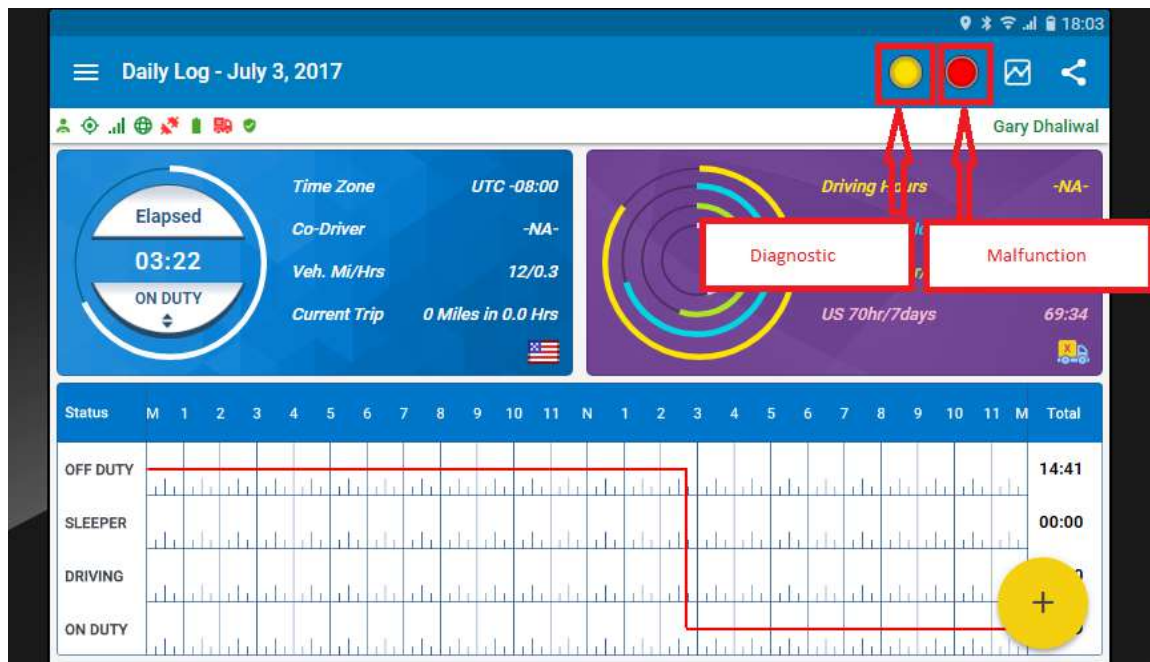 18:03
Daily Log - July 3, 2017
Gary Dhaliwal
Elapsed
03:22
ON DUTY
Time Zone UTC -08:00
Co-Driver -NA-
Veh. Mi/Hrs 12/0.3
Current Trip 0 Miles in 0.0 Hrs
Driving Hours -NA-
Diagnostic
Malfunction
US 70hr/7days 69:34
X
Status M 1 2 3 4 5 6 7 8 9 10 11 N 1 2 3 4 5 6 7 8 9 10 11 M Total
OFF DUTY 14:41
SLEEPER 00:00
DRIVING
ON DUTY